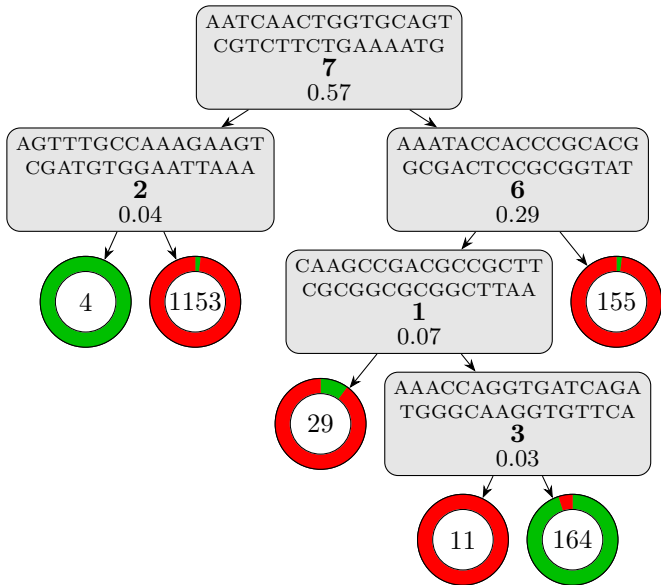 AATCAACTGGTGCAGT
CGTCTTCTGAAAATG
7
0.57
AGTTTGCCAAAGAAGT
CGATGTGGAATTAAA
2
0.04
AAATACCACCCGCACG
GCGACTCCGCGGTAT
6
0.29
4
1153
CAAGCCGACGCCGCTT
CGCGGCGCGGCTTAA
1
0.07
155
29
AAACCAGGTGATCAGA
TGGGCAAGGTGTTCA
3
0.03
11
164